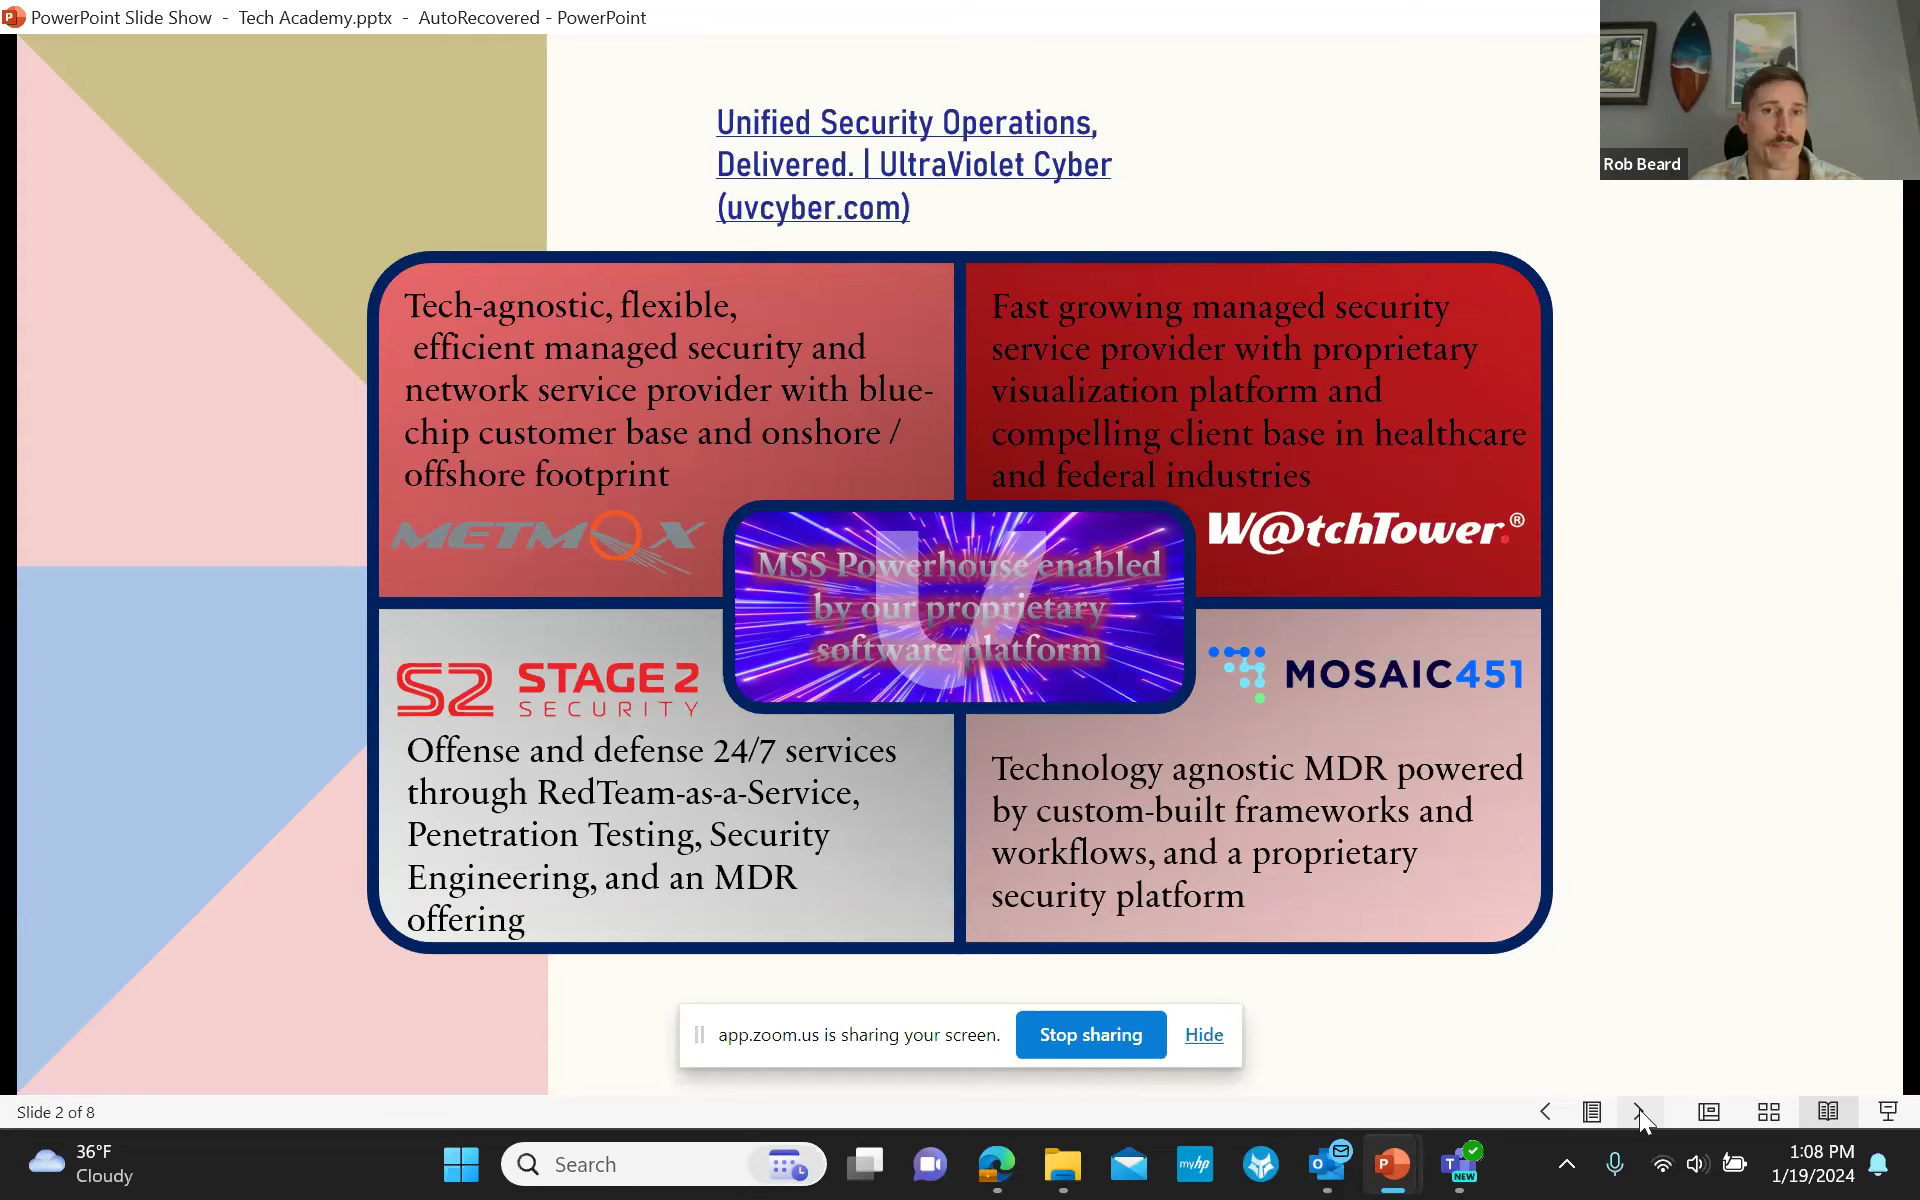 PowerPoint Slide Show - Tech Academy.pptx - AutoRecovered - PowerPoint
Rob Beard
Unified Security Operations,
Delivered. | UltraViolet Cyber
(uvcyber.com)
Tech-agnostic, flexible,
efficient managed security and
network service provider with blue-
chip customer base and onshore /
offshore footprint
METMOX
Fast growing managed security
service provider with proprietary
visualization platform and
compelling client base in healthcare
and federal industries
W@tchTower.®
MSS Powerhouse enabled
by our proprietary
software platform
U
S2 STAGE 2
SECURITY
Offense and defense 24/7 services
through RedTeam-as-a-Service,
Penetration Testing, Security
Engineering, and an MDR
offering
MOSAIC451
Technology agnostic MDR powered
by custom-built frameworks and
workflows, and a proprietary
security platform
app.zoom.us is sharing your screen. Stop sharing Hide
Slide 2 of 8
36°F
Cloudy
Search
myhp
NEW
1:08 PM
1/19/2024